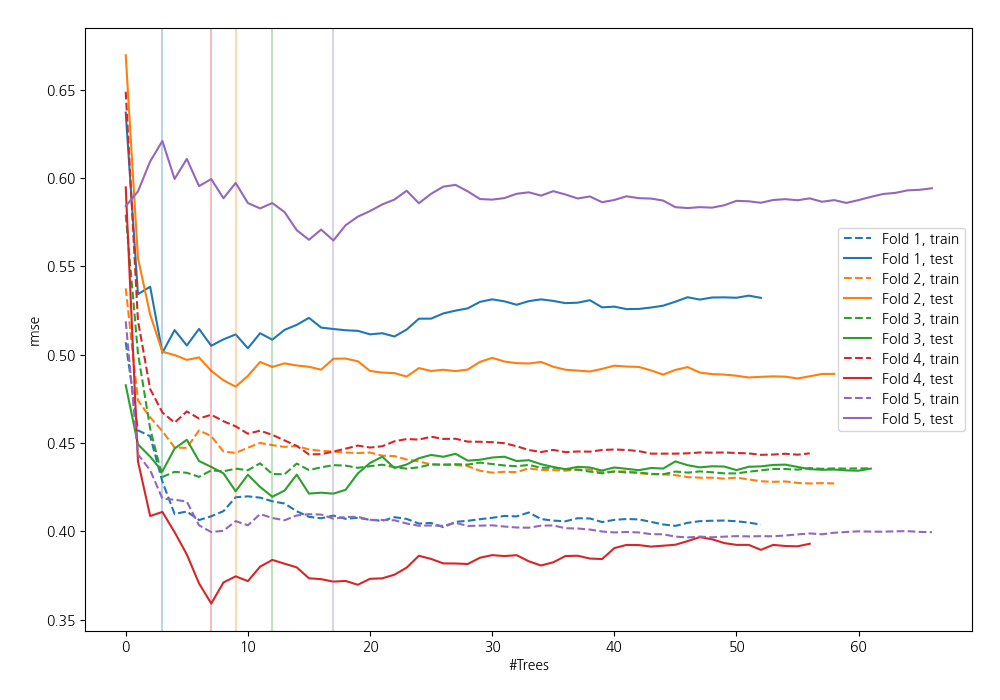 0.65
0.60
0.55
0.50
0.45
0.40
0.35
rmse
0 10 20 30 40 50 60
#Trees
Fold 1, train
Fold 1, test
Fold 2, train
Fold 2, test
Fold 3, train
Fold 3, test
Fold 4, train
Fold 4, test
Fold 5, train
Fold 5, test